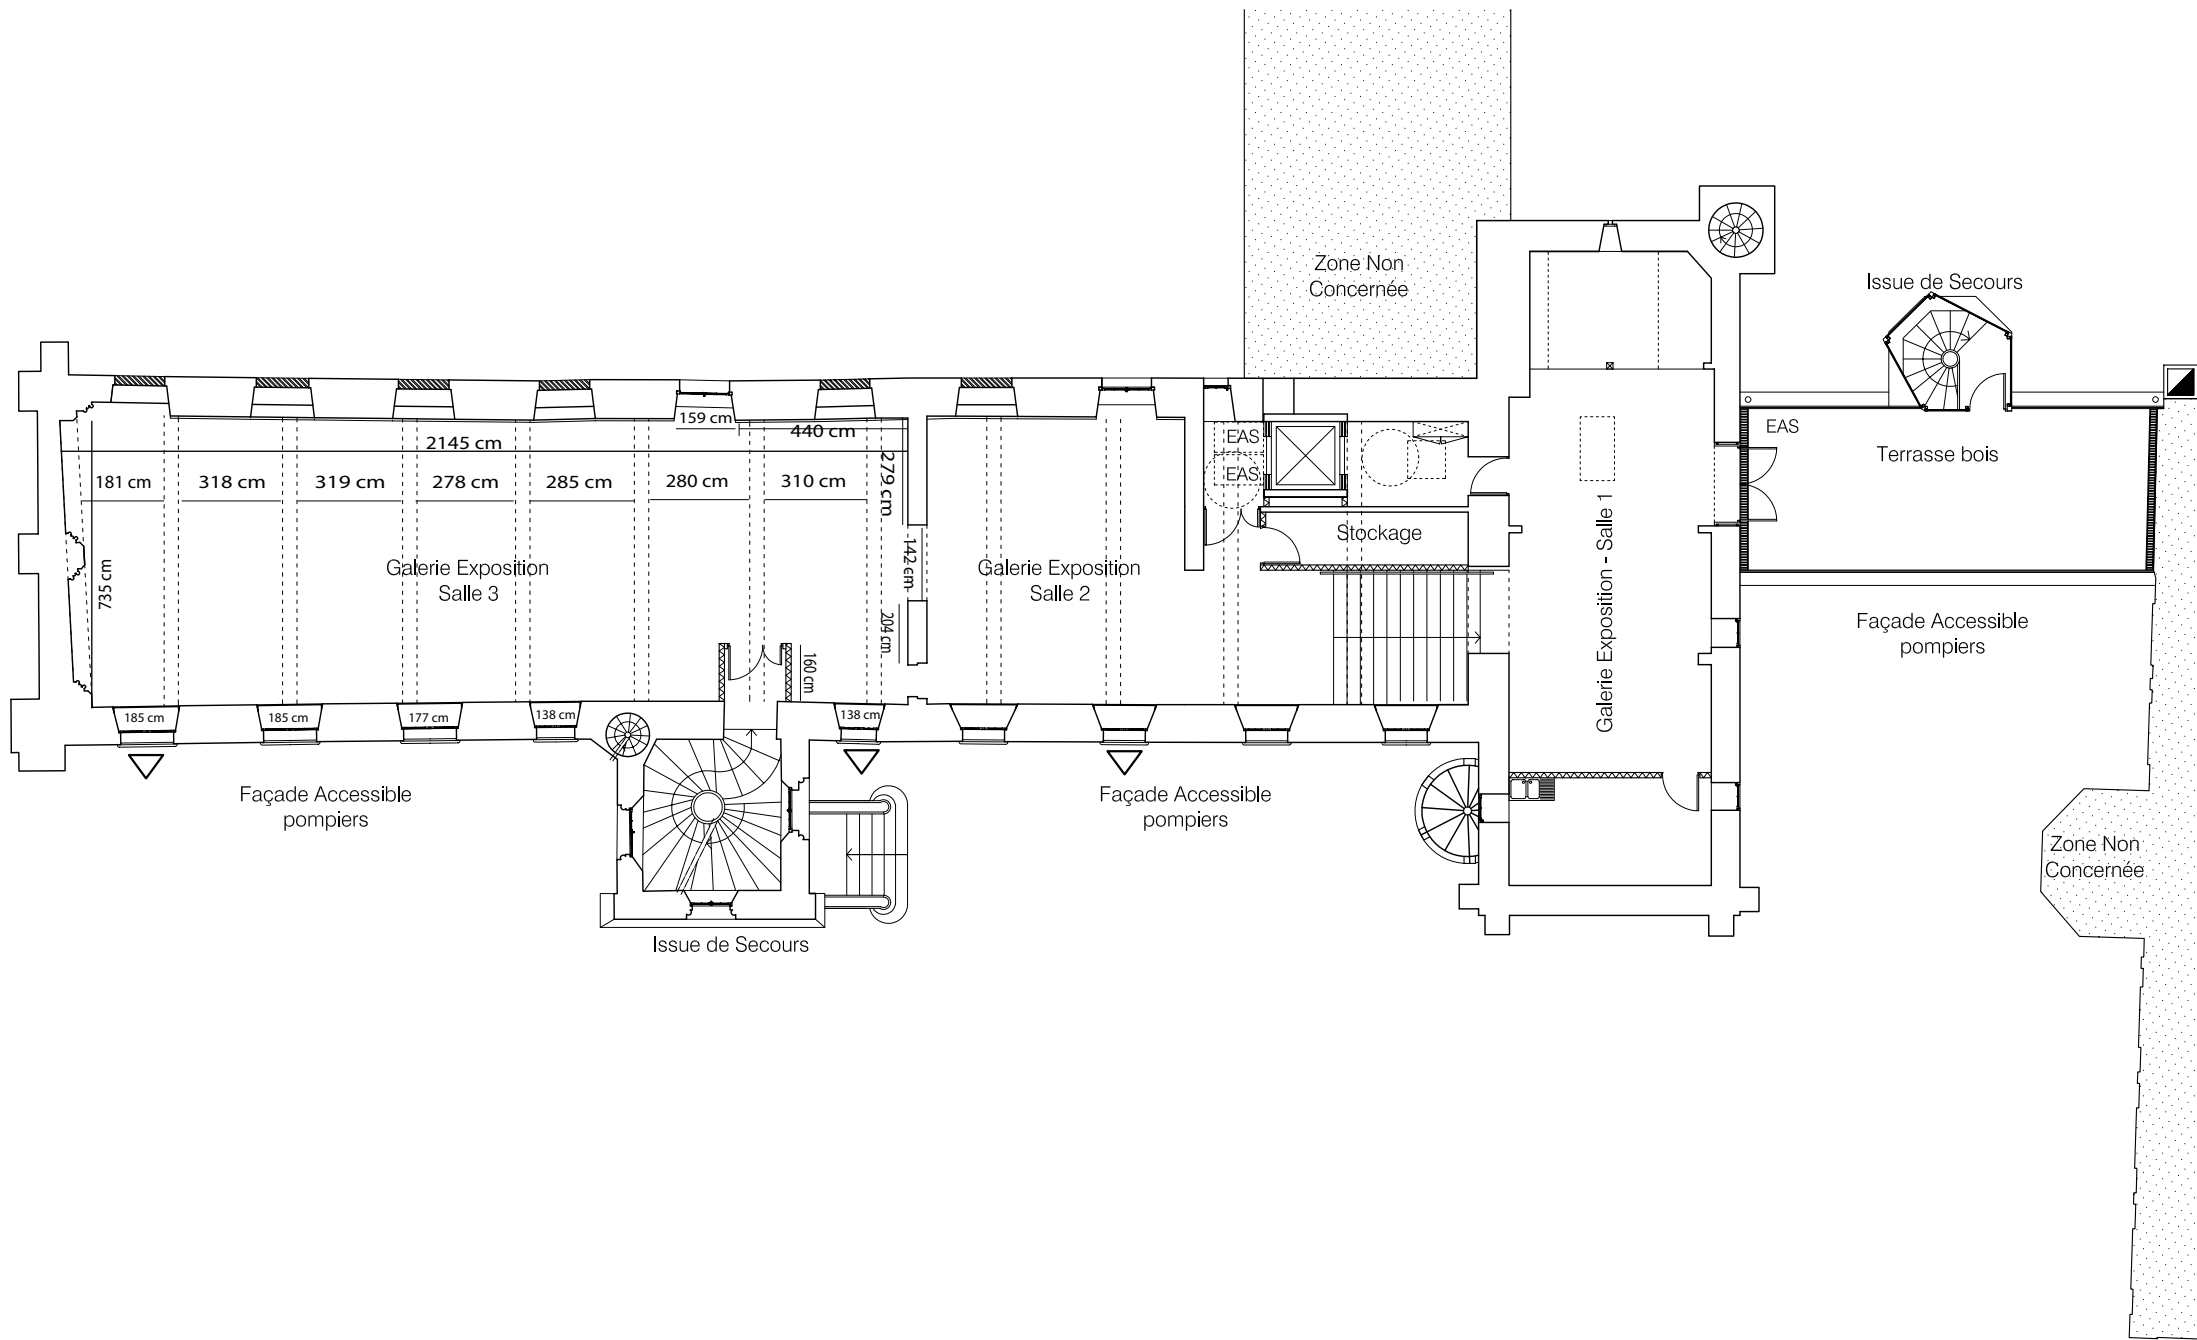 Zone Non
Concernée
Issue de Secours
159 cm
440 cm
2145 cm
EAS
EAS
EAS
Terrasse bois
181 cm
318 cm
319 cm
278 cm
285 cm
280 cm
310 cm
279 cm
Stockage
142 cm
735 cm
Galerie Exposition
Salle 3
Galerie Exposition
Salle 2
Galerie Exposition - Salle 1
204 cm
160 cm
Façade Accessible
pompiers
185 cm
185 cm
177 cm
138 cm
138 cm
Façade Accessible
pompiers
Façade Accessible
pompiers
Zone Non
Concernée
Issue de Secours